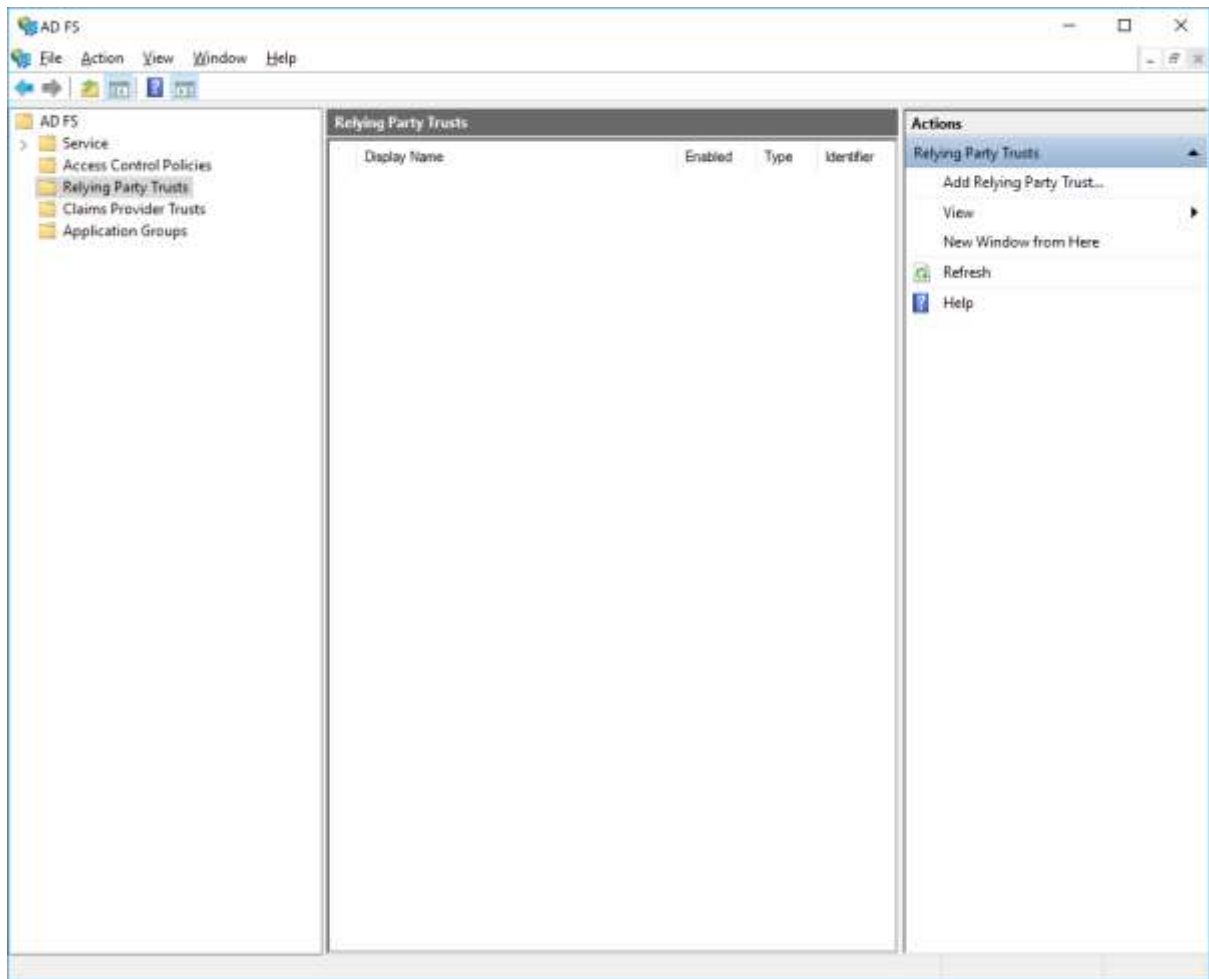 AD FS
File Action View Window Help
AD FS
Service
Access Control Policies
Relying Party Trusts
Claims Provider Trusts
Application Groups
Relying Party Trusts
Display Name Enabled Type Identifier
Actions
Relying Party Trusts
Add Relying Party Trust...
View
New Window from Here
Refresh
Help